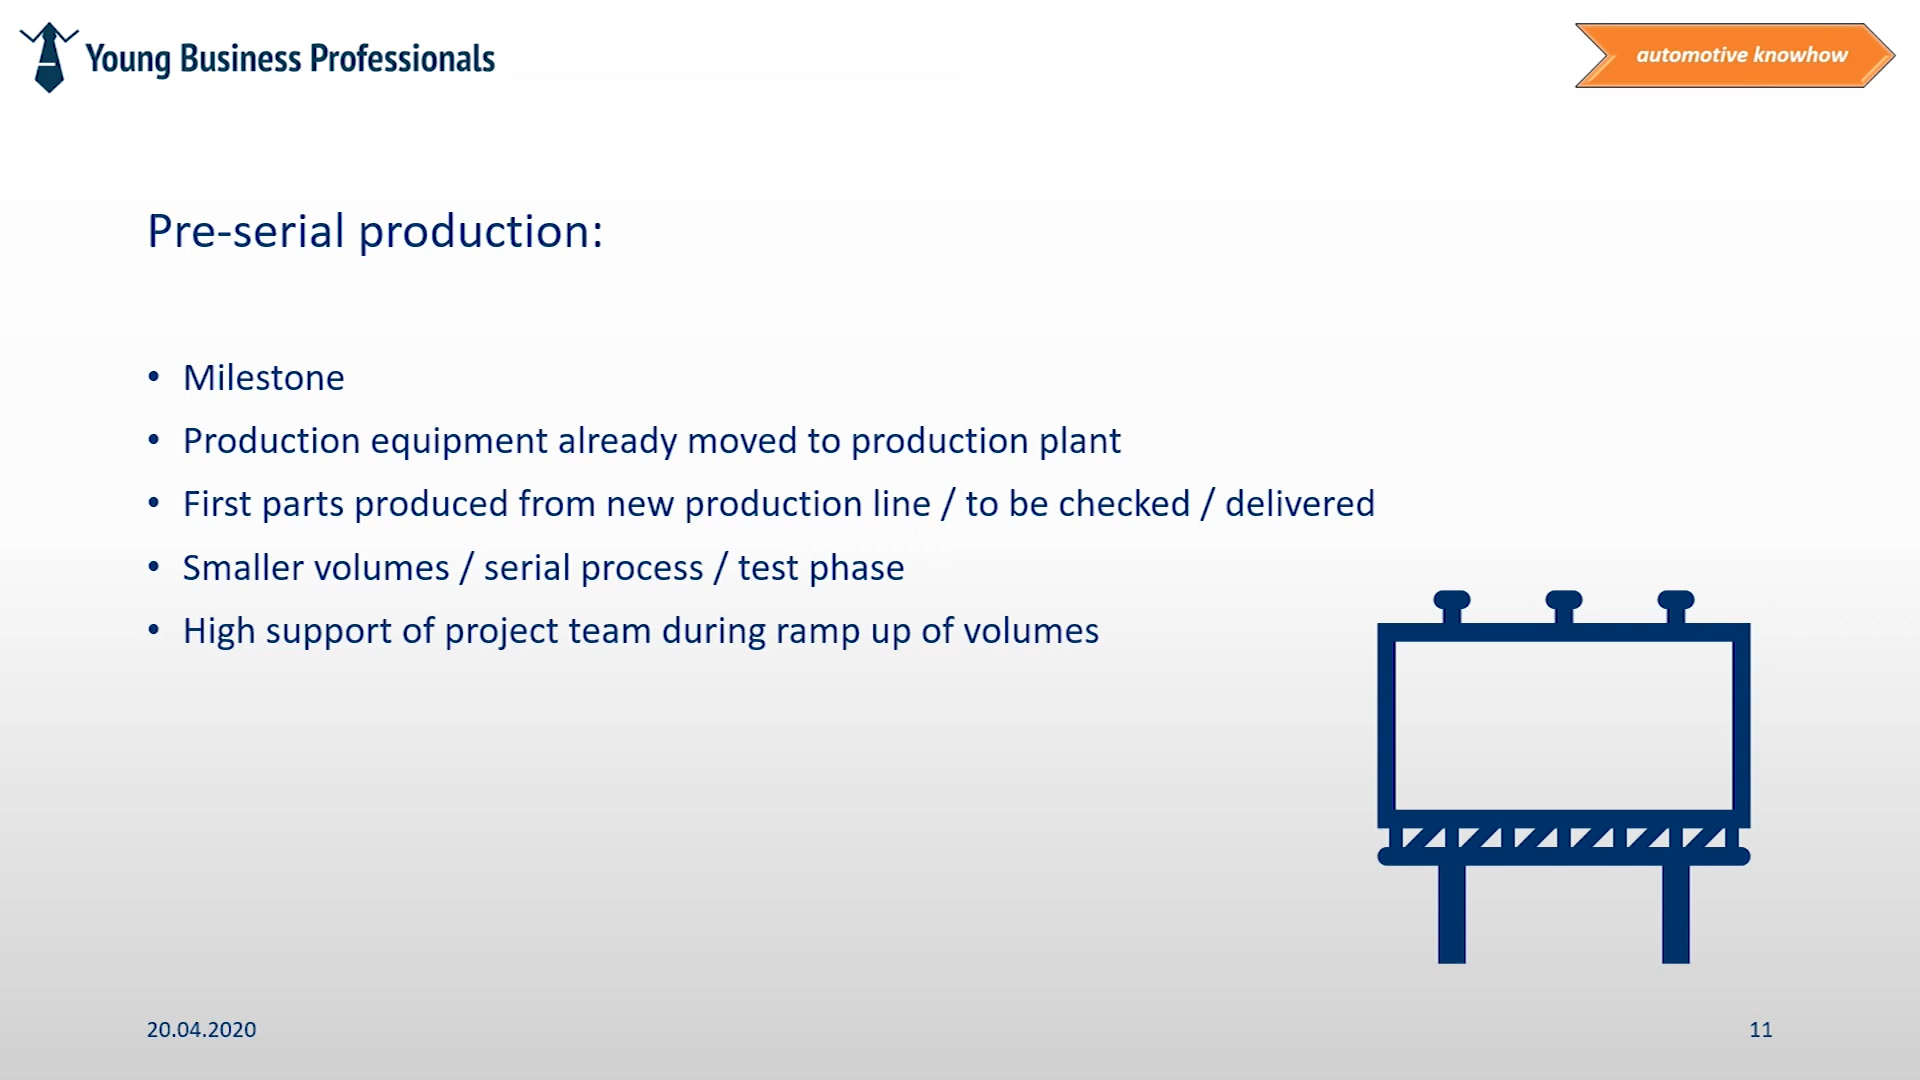 Young Business Professionals
automotive knowhow
Pre-serial production:
• Milestone
• Production equipment already moved to production plant
• First parts produced from new production line / to be checked / delivered
• Smaller volumes / serial process / test phase
• High support of project team during ramp up of volumes
20.04.2020
11